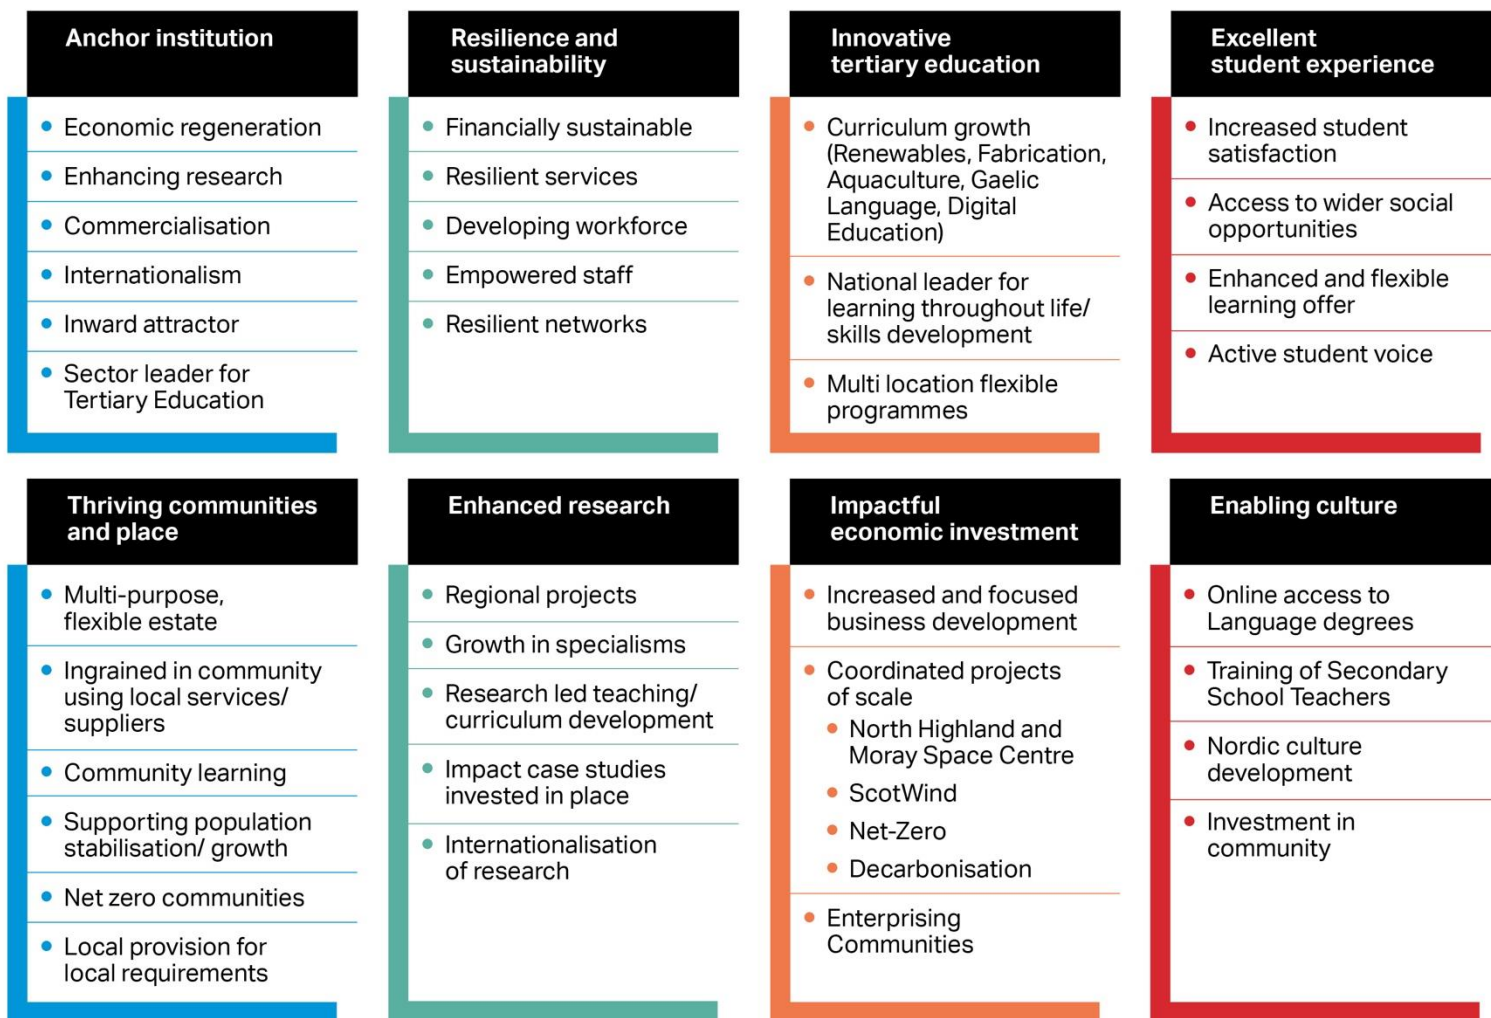 Anchor institution
• Economic regeneration
• Enhancing research
• Commercialisation
• Internationalism
• Inward attractor
• Sector leader for
Tertiary Education
Resilience and
sustainability
• Financially sustainable
• Resilient services
• Developing workforce
• Empowered staff
• Resilient networks
Innovative
tertiary education
• Curriculum growth
(Renewables, Fabrication,
Aquaculture, Gaelic
Language, Digital
Education)
• National leader for
learning throughout life/
skills development
• Multi location flexible
programmes
Excellent
student experience
• Increased student
satisfaction
• Access to wider social
opportunities
• Enhanced and flexible
learning offer
• Active student voice
Thriving communities
and place
• Multi-purpose,
flexible estate
• Ingrained in community
using local services/
suppliers
• Community learning
• Supporting population
stabilisation/ growth
• Net zero communities
• Local provision for
local requirements
Enhanced research
• Regional projects
• Growth in specialisms
• Research led teaching/
curriculum development
• Impact case studies
invested in place
• Internationalisation
of research
Impactful
economic investment
• Increased and focused
business development
• Coordinated projects
of scale
• North Highland and
Moray Space Centre
• ScotWind
• Net-Zero
• Decarbonisation
• Enterprising
Communities
Enabling culture
• Online access to
Language degrees
• Training of Secondary
School Teachers
• Nordic culture
development
• Investment in
community